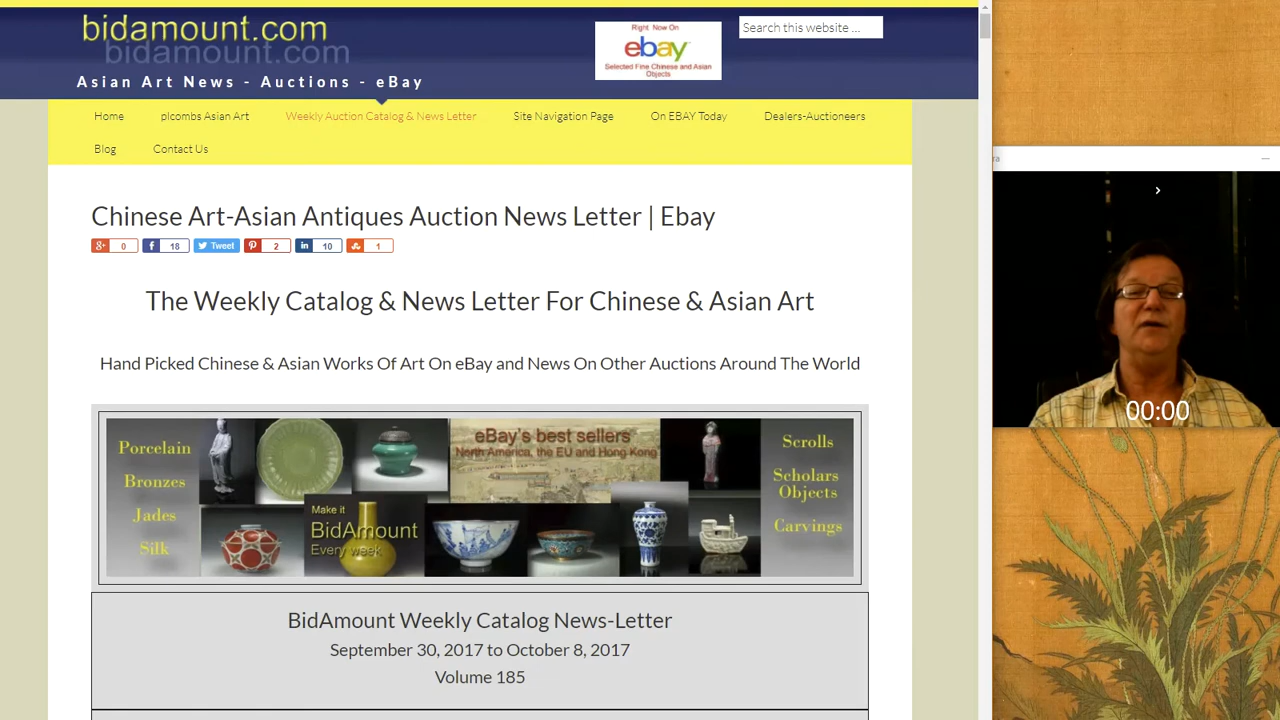 bidamount.com
bidamount.com
Asian Art News - Auctions - eBay
Right Now On
ebay
Selected Fine Chinese and Asian
Objects
Search this website ...
Home
plcombs Asian Art
Weekly Auction Catalog & News Letter
Site Navigation Page
On EBAY Today
Dealers-Auctioneers
Blog
Contact Us
Chinese Art-Asian Antiques Auction News Letter | Ebay
0
18
Tweet
2
10
1
The Weekly Catalog & News Letter For Chinese & Asian Art
Hand Picked Chinese & Asian Works Of Art On eBay and News On Other Auctions Around The World
Porcelain
Bronzes
Jades
Silk
eBay's best sellers
North America, the EU and Hong Kong
Make it
BidAmount
Every week
Scrolls
Scholars
Objects
Carvings
BidAmount Weekly Catalog News-Letter
September 30, 2017 to October 8, 2017
Volume 185
ra
00:00